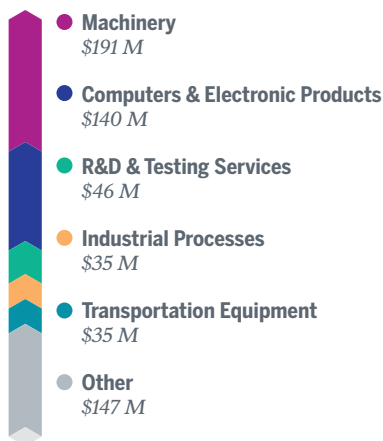 Machinery
$191 M
Computers & Electronic Products
$140 M
R&D & Testing Services
$46 M
Industrial Processes
$35 M
Transportation Equipment
$35 M
Other
$147 M